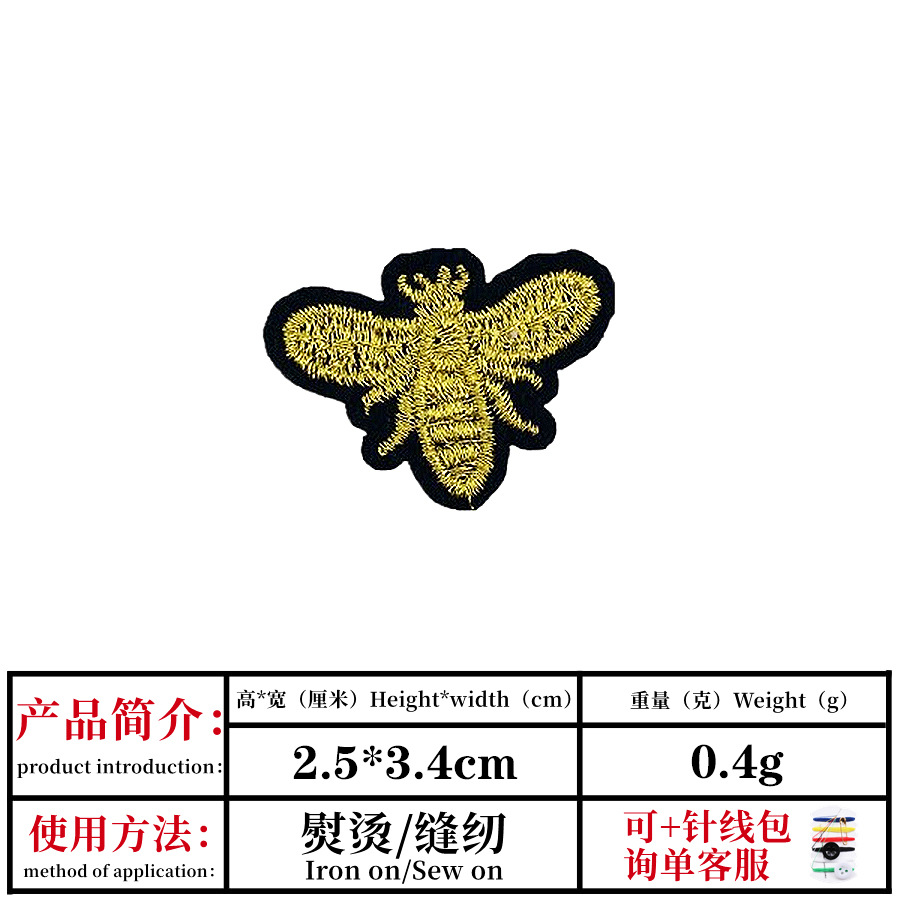 产品简介：
product introduction：
高*宽（厘米）Height*width（cm）
重量（克）Weight（g）
2.5*3.4cm
0.4g
使用方法：
method of application：
熨烫/缝纫
Iron on/Sew on
可+针线包
询单客服